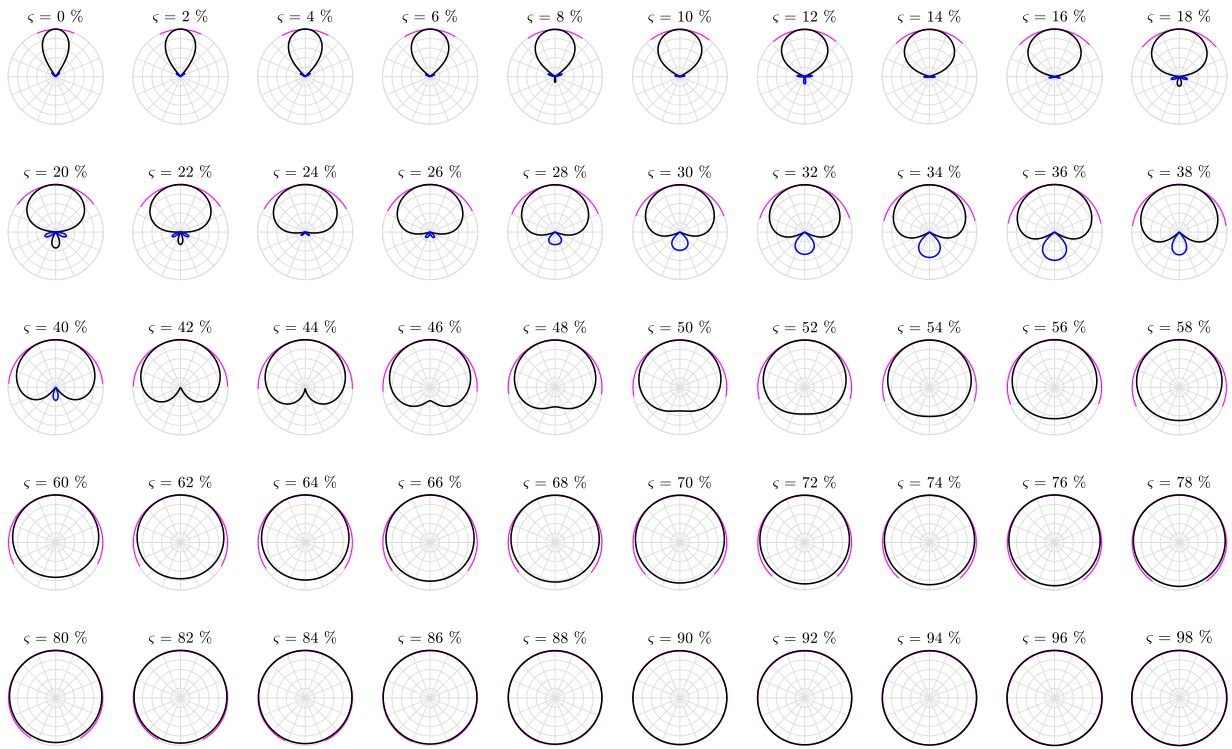 ς = 0 % ς = 2 % ς = 4 % ς = 6 % ς = 8 % ς = 10 % ς = 12 % ς = 14 % ς = 16 % ς = 18 %
ς = 20 % ς = 22 % ς = 24 % ς = 26 % ς = 28 % ς = 30 % ς = 32 % ς = 34 % ς = 36 % ς = 38 %
ς = 40 % ς = 42 % ς = 44 % ς = 46 % ς = 48 % ς = 50 % ς = 52 % ς = 54 % ς = 56 % ς = 58 %
ς = 60 % ς = 62 % ς = 64 % ς = 66 % ς = 68 % ς = 70 % ς = 72 % ς = 74 % ς = 76 % ς = 78 %
ς = 80 % ς = 82 % ς = 84 % ς = 86 % ς = 88 % ς = 90 % ς = 92 % ς = 94 % ς = 96 % ς = 98 %